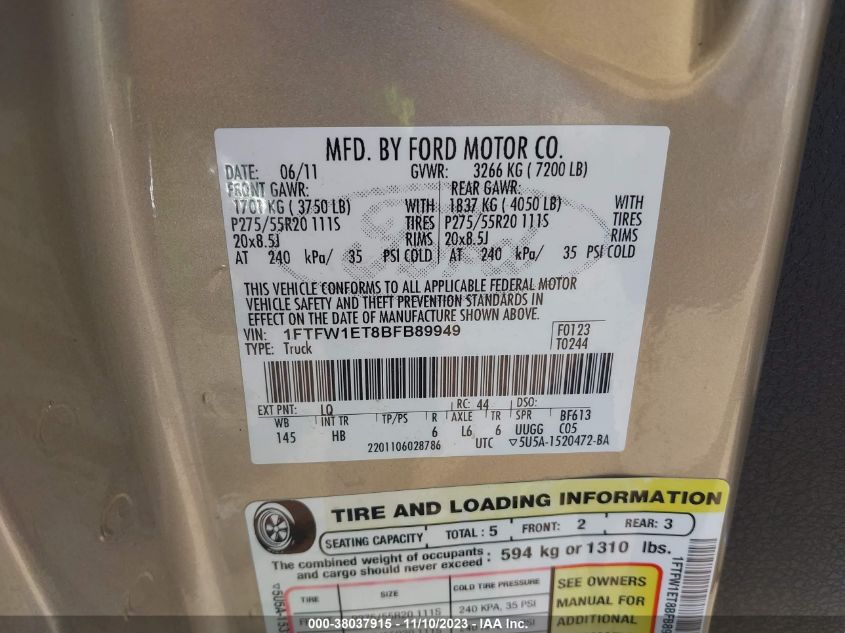 MFD. BY FORD MOTOR CO.
DATE: 06/11 GVWR: 3266 KG ( 7200 LB)
FRONT GAWR: REAR GAWR:
1701 KG ( 3750 LB) WITH 1837 KG ( 4050 LB) WITH
P275/55R20 111S TIRES P275/55R20 111S TIRES
20x8.5J RIMS 20x8.5J RIMS
AT 240 kPa/ 35 PSI COLD AT 240 kPa/ 35 PSI COLD
Ford
THIS VEHICLE CONFORMS TO ALL APPLICABLE FEDERAL MOTOR
VEHICLE SAFETY AND THEFT PREVENTION STANDARDS IN
EFFECT ON THE DATE OF MANUFACTURE SHOWN ABOVE.
VIN: 1FTFW1ET8BFB89949 F0123
TYPE: Truck T0244
EXT PNT: LQ RC: 44 DSO:
WB INT TR TP/PS R AXLE TR SPR BF613
145 HB 6 L6 6 UUGG C05
2201106028786 UTC ▽5U5A-1520472-BA
TIRE AND LOADING INFORMATION
SEATING CAPACITY TOTAL : 5 FRONT: 2 REAR: 3
The combined weight of occupants and cargo should never exceed : 594 kg or 1310 lbs.
TIRE SIZE COLD TIRE PRESSURE
240 KPA, 35 PSI
SEE OWNERS
MANUAL FOR
ADDITIONAL
000-38037915 - 11/10/2023 - IAAI.com